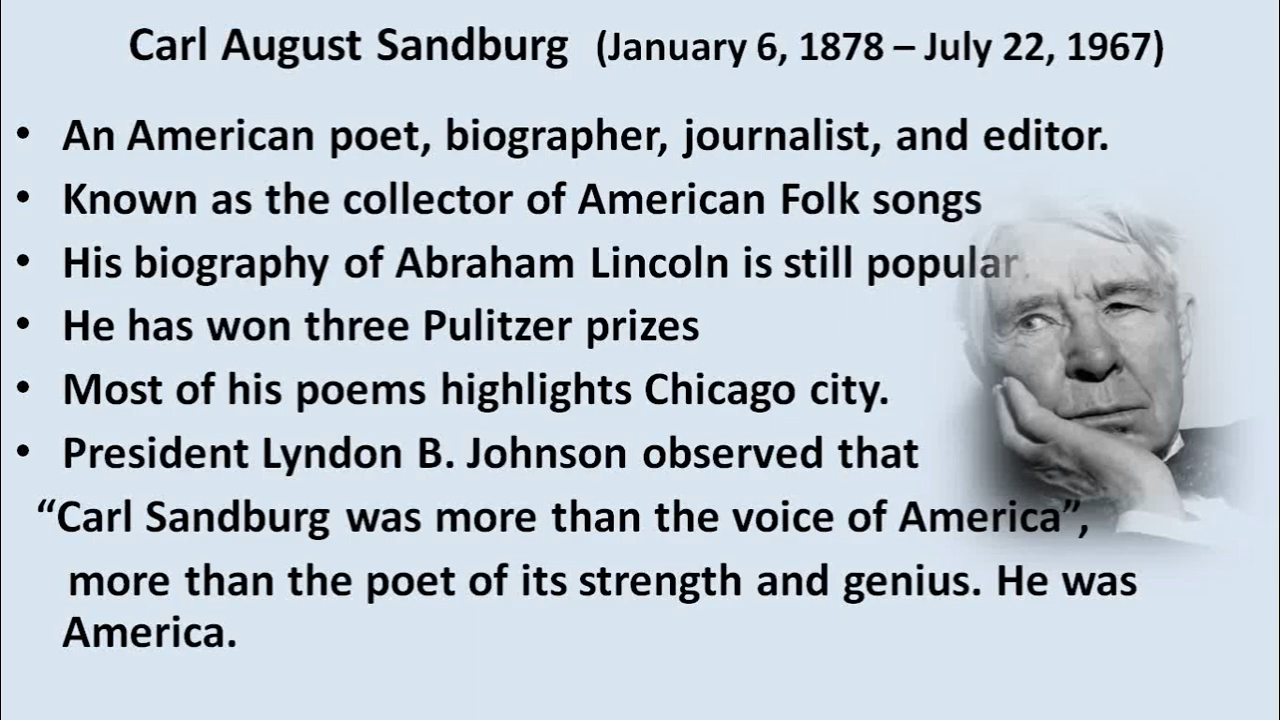 Carl August Sandburg (January 6, 1878 – July 22, 1967)
• An American poet, biographer, journalist, and editor.
• Known as the collector of American Folk songs
• His biography of Abraham Lincoln is still popular.
• He has won three Pulitzer prizes
• Most of his poems highlights Chicago city.
• President Lyndon B. Johnson observed that
“Carl Sandburg was more than the voice of America”,
more than the poet of its strength and genius. He was
America.